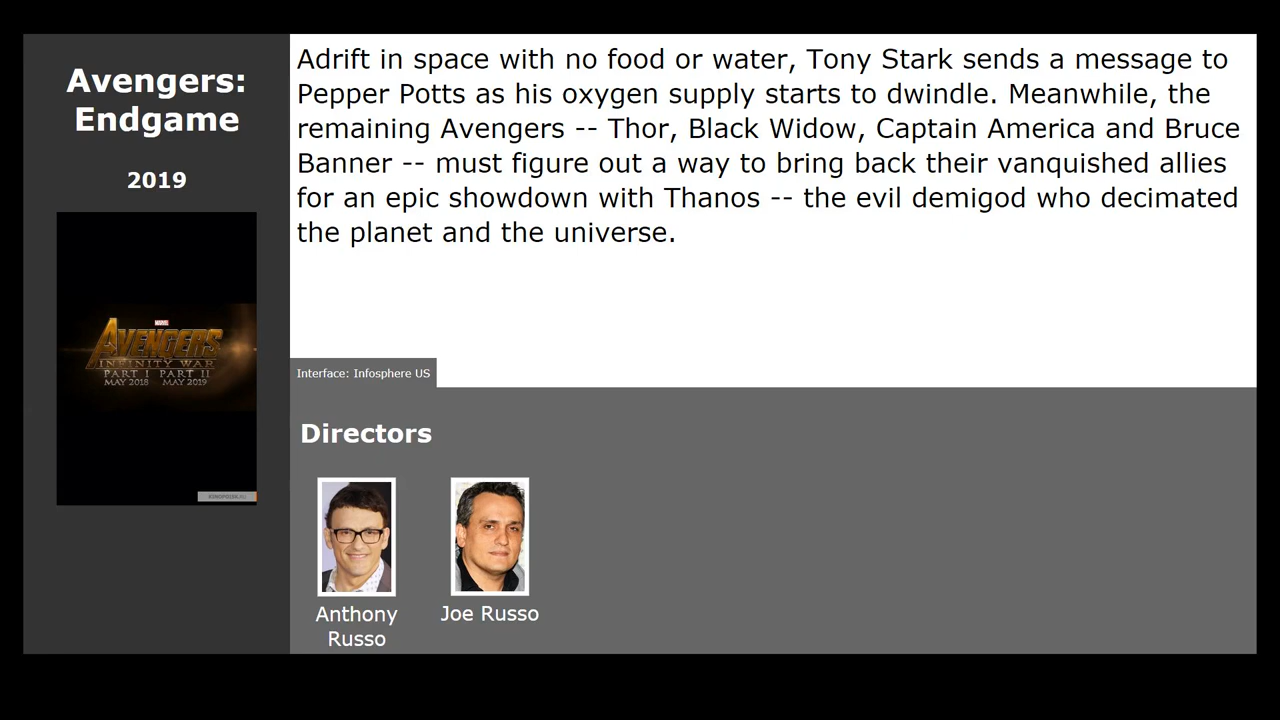 Avengers:
Endgame
2019
MARVEL
AVENGERS
INFINITY WAR
PART I PART II
MAY 2018 MAY 2019
Adrift in space with no food or water, Tony Stark sends a message to
Pepper Potts as his oxygen supply starts to dwindle. Meanwhile, the
remaining Avengers -- Thor, Black Widow, Captain America and Bruce
Banner -- must figure out a way to bring back their vanquished allies
for an epic showdown with Thanos -- the evil demigod who decimated
the planet and the universe.
Interface: Infosphere US
Directors
Anthony
Russo
Joe Russo